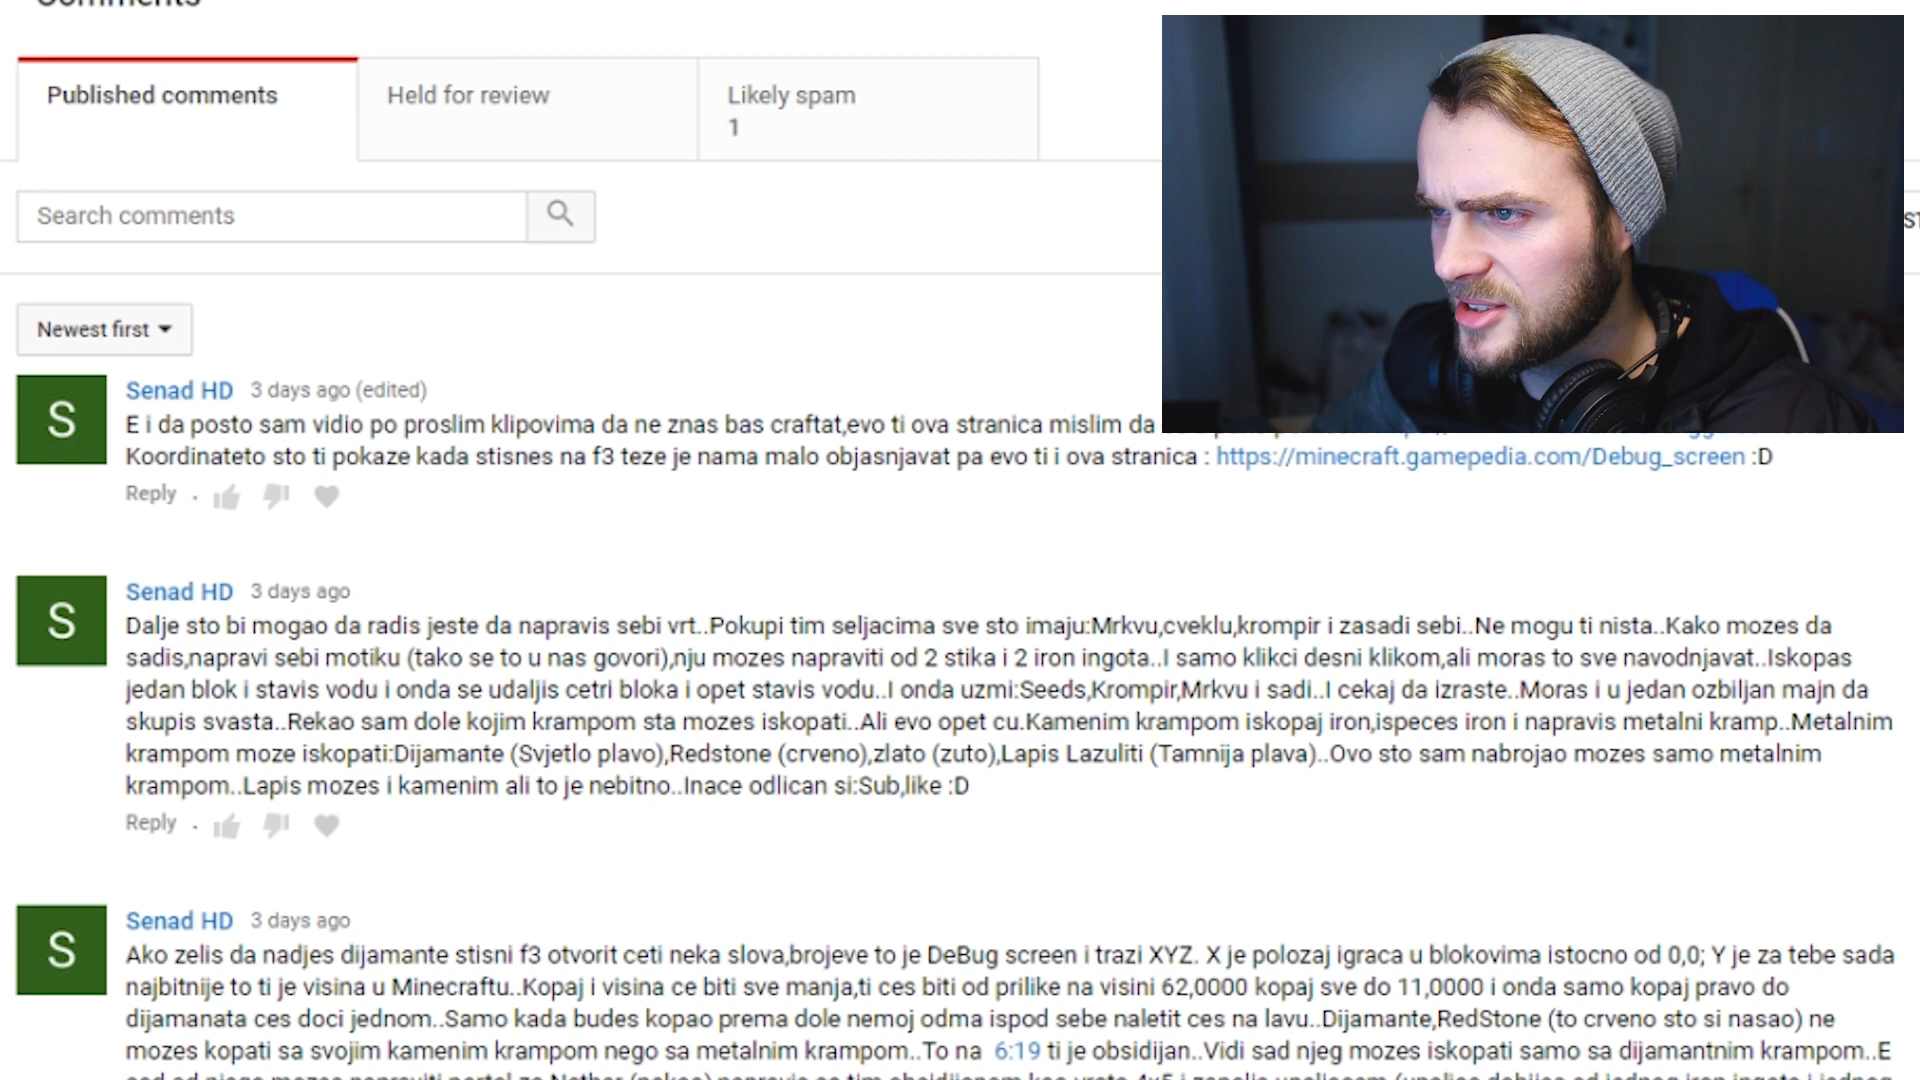 Comments
Published comments
Held for review
Likely spam
1
Search comments
Newest first
S
Senad HD 3 days ago (edited)
E i da posto sam vidio po proslim klipovima da ne znas bas craftat,evo ti ova stranica mislim da
Koordinateto sto ti pokaze kada stisnes na f3 teze je nama malo objasnjavat pa evo ti i ova stranica : https://minecraft.gamepedia.com/Debug_screen :D
Reply .
S
Senad HD 3 days ago
Dalje sto bi mogao da radis jeste da napravis sebi vrt..Pokupi tim seljacima sve sto imaju:Mrkvu,cveklu,krompir i zasadi sebi..Ne mogu ti nista..Kako mozes da
sadis,napravi sebi motiku (tako se to u nas govori),nju mozes napraviti od 2 stika i 2 iron ingota..I samo klikci desni klikom,ali moras to sve navodnjavat..Iskopas
jedan blok i stavis vodu i onda se udaljis cetri bloka i opet stavis vodu..I onda uzmi:Seeds,Krompir,Mrkvu i sadi..I cekaj da izraste..Moras i u jedan ozbiljan majn da
skupis svasta..Rekao sam dole kojim krampom sta mozes iskopati..Ali evo opet cu.Kamenim krampom iskopaj iron,ispeces iron i napravis metalni kramp..Metalnim
krampom moze iskopati:Dijamante (Svjetlo plavo),Redstone (crveno),zlato (zuto),Lapis Lazuliti (Tamnija plava)..Ovo sto sam nabrojao mozes samo metalnim
krampom..Lapis mozes i kamenim ali to je nebitno..Inace odlican si:Sub,like :D
Reply .
S
Senad HD 3 days ago
Ako zelis da nadjes dijamante stisni f3 otvorit ceti neka slova,brojeve to je DeBug screen i trazi XYZ. X je polozaj igraca u blokovima istocno od 0,0; Y je za tebe sada
najbitnije to ti je visina u Minecraftu..Kopaj i visina ce biti sve manja,ti ces biti od prilike na visini 62,0000 kopaj sve do 11,0000 i onda samo kopaj pravo do
dijamanata ces doci jednom..Samo kada budes kopao prema dole nemoj odma ispod sebe naletit ces na lavu..Dijamante,RedStone (to crveno sto si nasao) ne
mozes kopati sa svojim kamenim krampom nego sa metalnim krampom..To na 6:19 ti je obsidijan..Vidi sad njeg mozes iskopati samo sa dijamantnim krampom..E